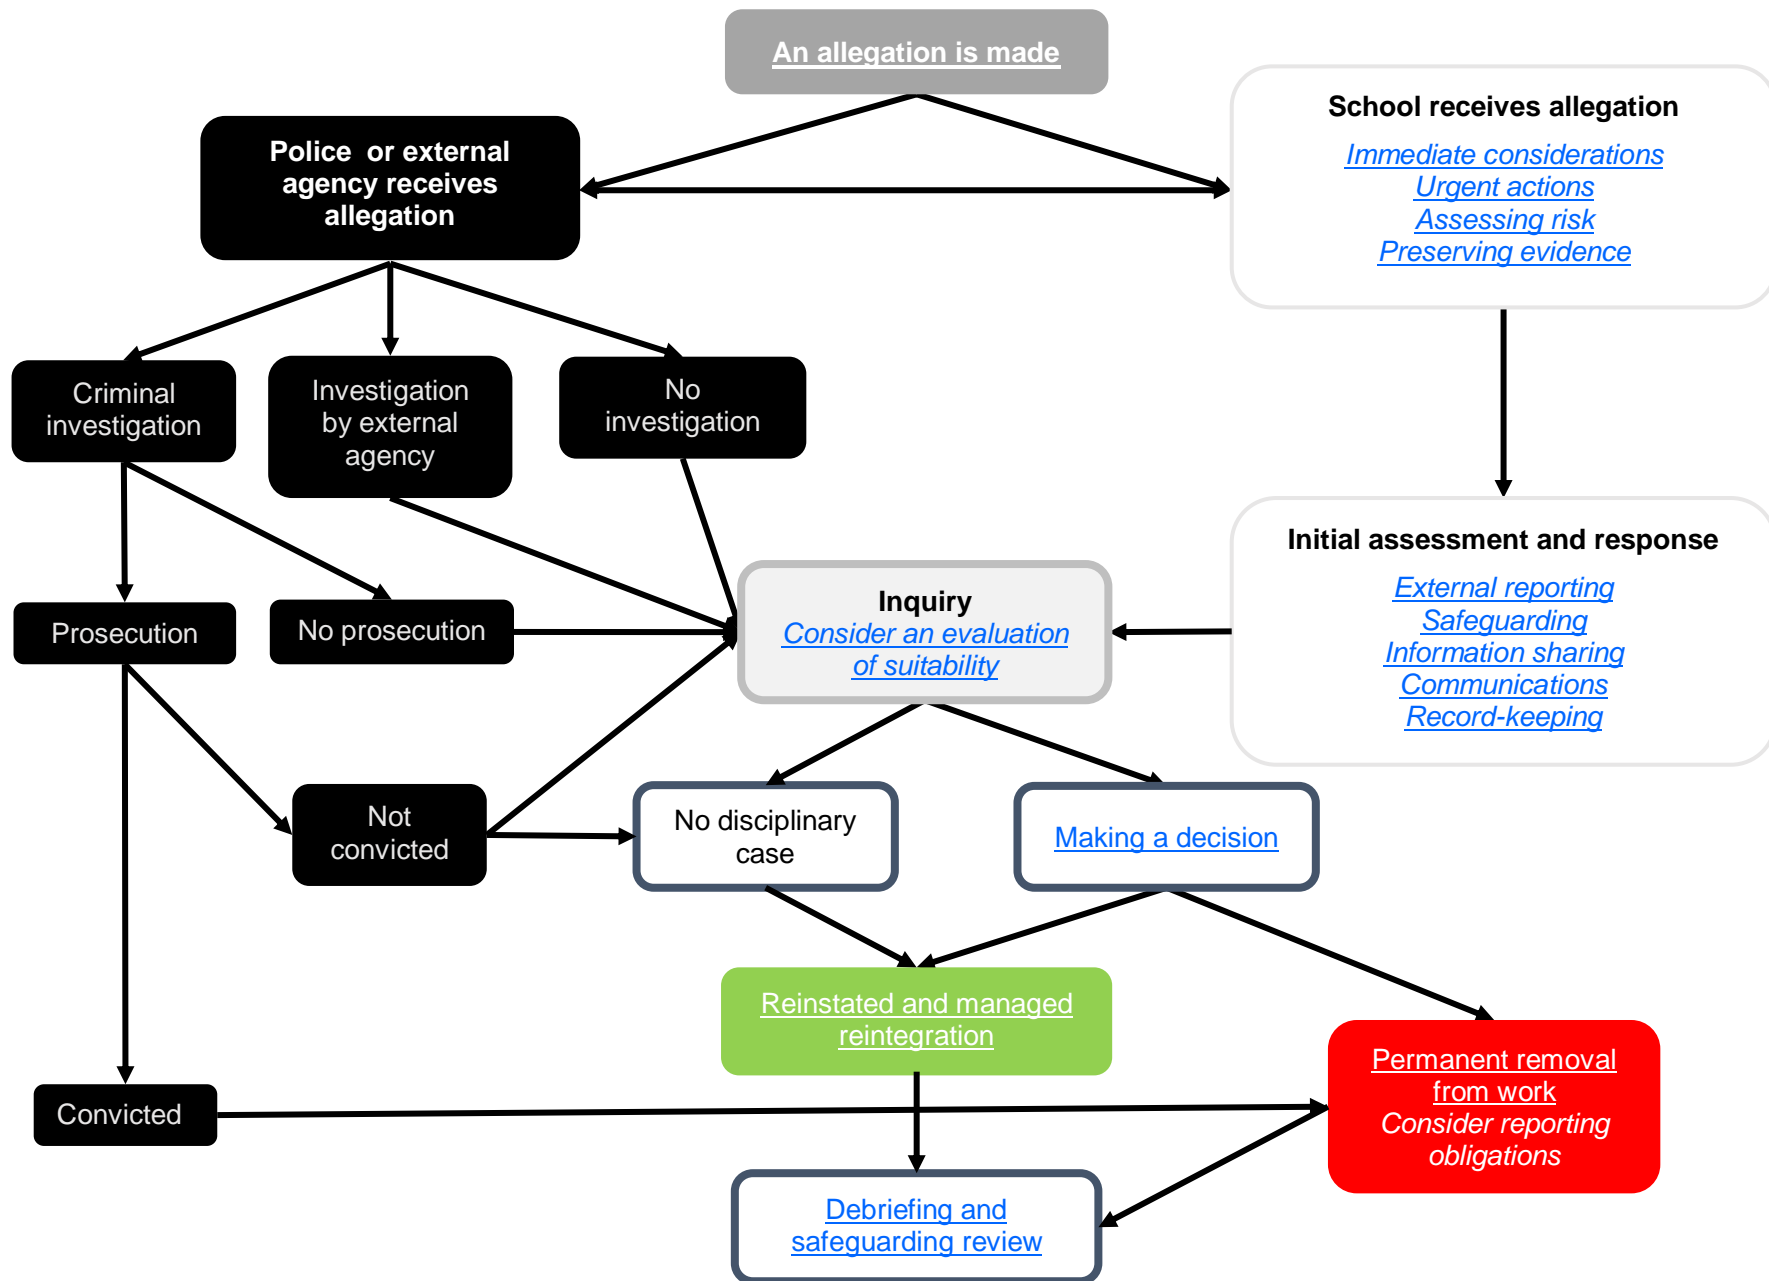 An allegation is made
Police  or external
agency receives
allegation
School receives allegation
Immediate considerations
Urgent actions
Assessing risk
Preserving evidence
Criminal
investigation
Investigation
by external
agency
No
investigation
Initial assessment and response
External reporting
Safeguarding
Information sharing
Communications
Record-keeping
Prosecution
No prosecution
Inquiry
Consider an evaluation
of suitability
Not
convicted
No disciplinary
case
Making a decision
Reinstated and managed
reintegration
Permanent removal
from work
Consider reporting
obligations
Convicted
Debriefing and
safeguarding review